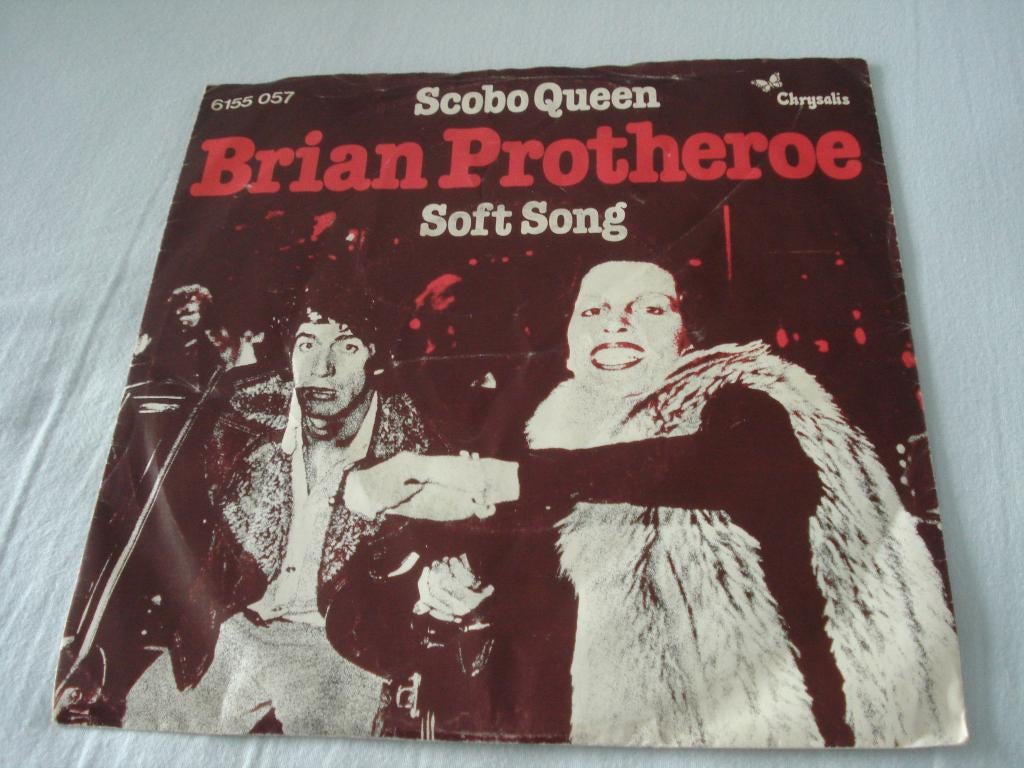 6155 057
Scobo Queen
Chrysalis
Brian Protheroe
Soft Song